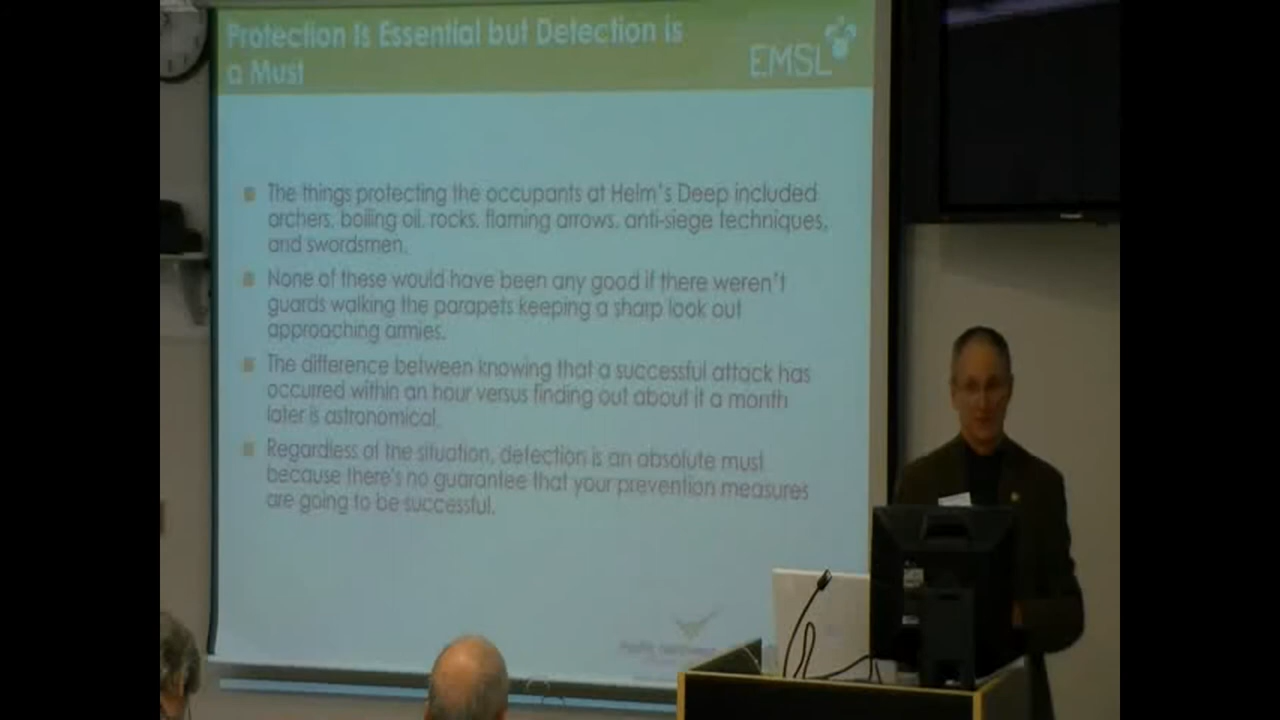 Protection Is Essential but Detection is
a Must
EMSL
The things protecting the occupants at Helm's Deep included
archers, boiling oil, rocks, flaming arrows, anti-siege techniques,
and swordsmen.
None of these would have been any good if there weren't
guards walking the parapets keeping a sharp look out
approaching armies.
The difference between knowing that a successful attack has
occurred within an hour versus finding out about it a month
later is astronomical.
Regardless of the situation, detection is an absolute must
because there's no guarantee that your prevention measures
are going to be successful.
Pacific Northwest